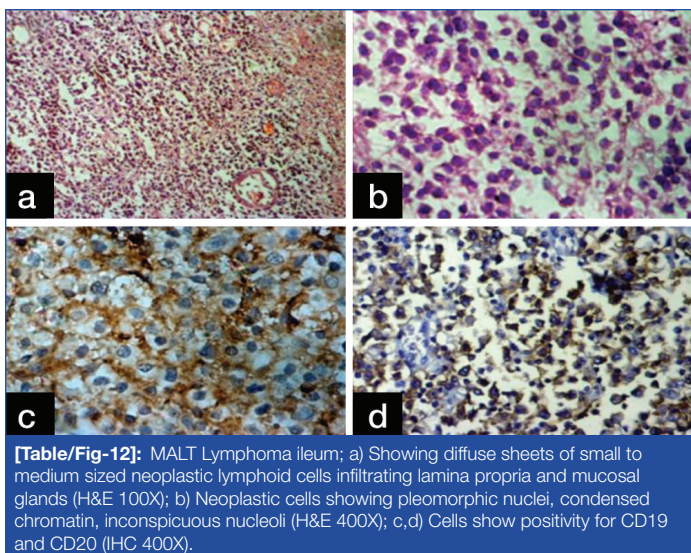 a
b
c
d
[Table/Fig-12]: MALT Lymphoma ileum; a) Showing diffuse sheets of small to
medium sized neoplastic lymphoid cells infiltrating lamina propria and mucosal
glands (H&E 100X); b) Neoplastic cells showing pleomorphic nuclei, condensed
chromatin, inconspicuous nucleoli (H&E 400X); c,d) Cells show positivity for CD19
and CD20 (IHC 400X).